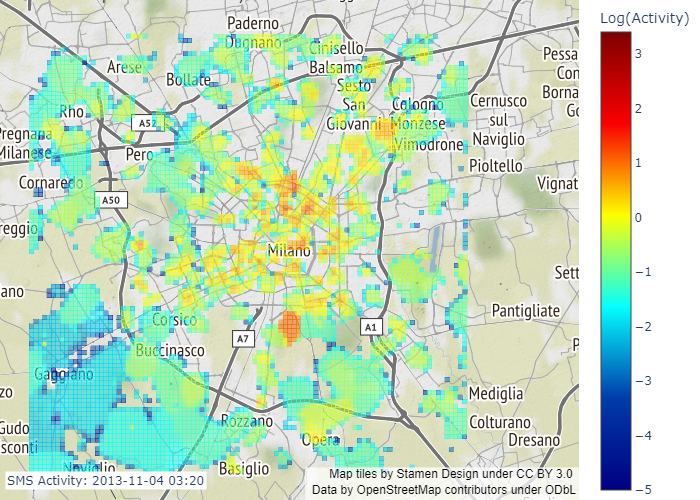 Log(Activity)
Paderno
Dugnano
Cinisello
Balsamo
Arese
Bollate
Sesto
San
Giovanni
Cologno
Monzese
Vimodrone
Cernusco
sul
Naviglio
Pessa
Con
Borna
Go
Rho
A52
Pregnana
Milanese
Pero
Pioltello
Cornaredo
A50
Vignat
reggio
Milano
Sett
ano
Corsico
A7
A1
Pantigliate
Buccinasco
P
Gaggiano
zo
Mediglia
Rozzano
Colturano
Gudo
sconti
Opera
Dresano
Noviglio
Basiglio
SMS Activity: 2013-11-04 03:20
Map tiles by Stamen Design under CC BY 3.0
Data by OpenStreetMap contributors under ODbL
3
2
1
0
−1
−2
−3
−4
−5